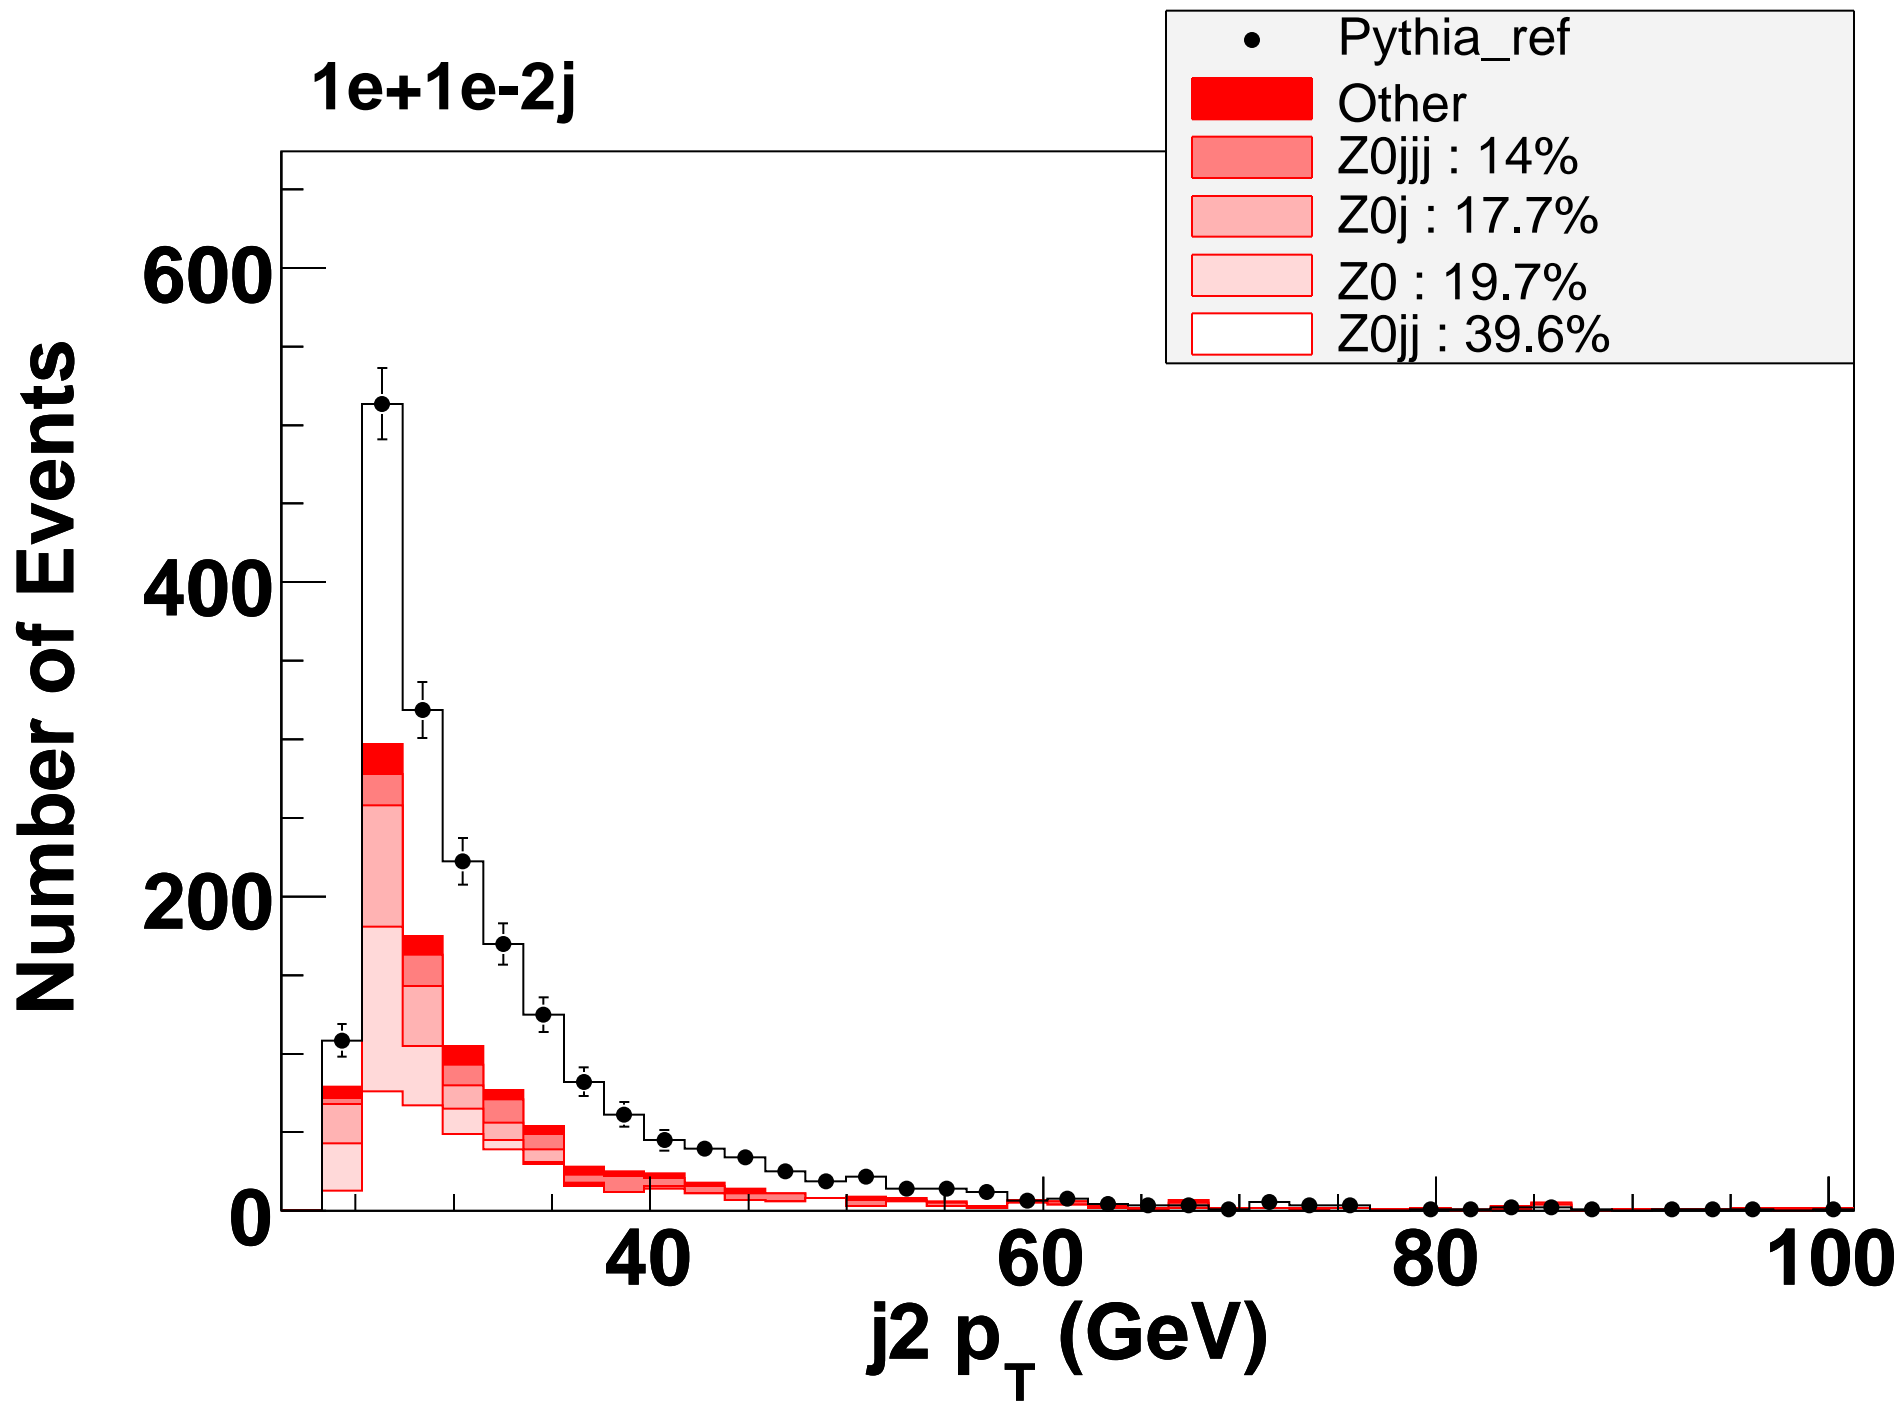 1e+1e-2j
Pythia_ref
Other
Z0jjj : 14%
Z0j : 17.7%
Z0 : 19.7%
Z0jj : 39.6%
Number of Events
600
400
200
0
40 60 80 100
j2 p_T (GeV)